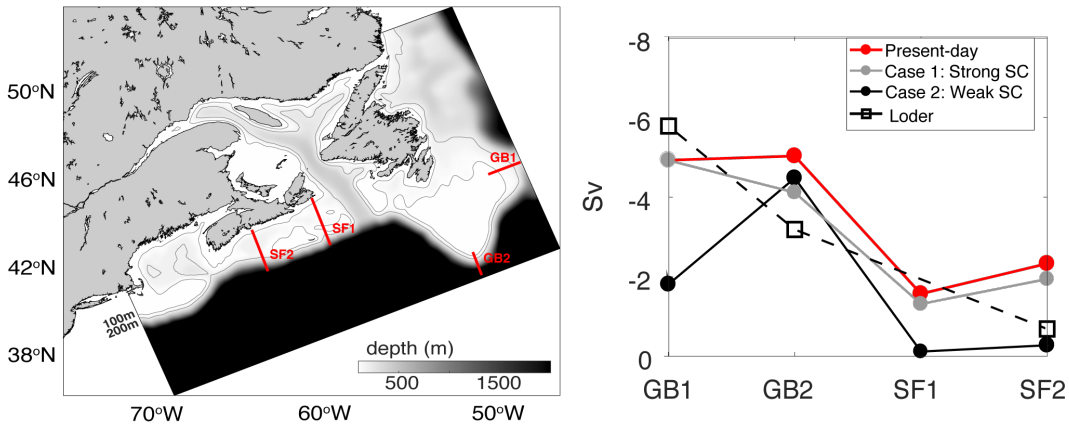 50°N
46°N
42°N
38°N
70°W
60°W
50°W
GB1
SF1
SF2
GB2
100m
200m
depth (m)
500
1500
-8
-6
-4
-2
0
Sv
Present-day
Case 1: Strong SC
Case 2: Weak SC
Loder
GB1
GB2
SF1
SF2